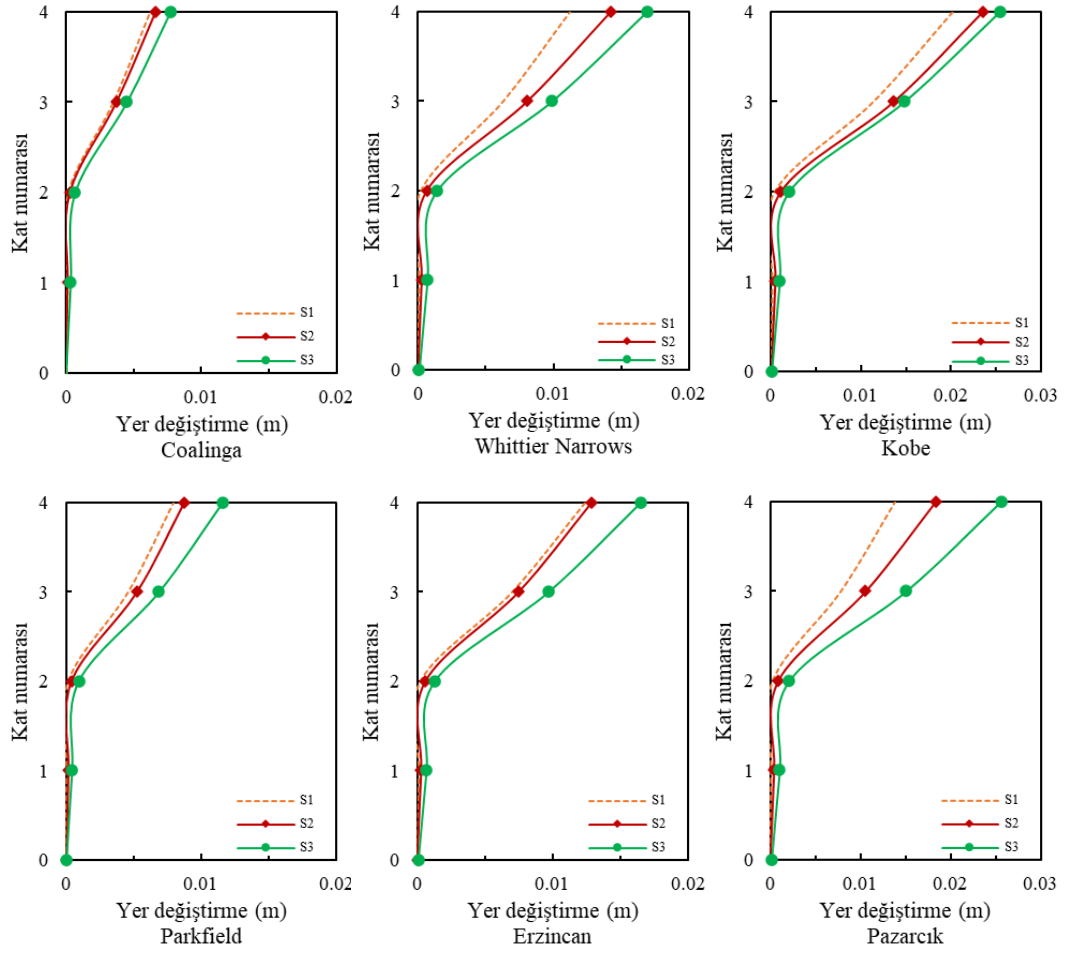 4
3
2
1
0
Kat numarası
S1
S2
S3
0
0.01
0.02
Yer değiştirme (m)
Coalinga
4
3
2
1
0
Kat numarası
S1
S2
S3
0
0.01
0.02
Yer değiştirme (m)
Whittier Narrows
4
3
2
1
0
Kat numarası
S1
S2
S3
0
0.01
0.02
0.03
Yer değiştirme (m)
Kobe
4
3
2
1
0
Kat numarası
S1
S2
S3
0
0.01
0.02
Yer değiştirme (m)
Parkfield
4
3
2
1
0
Kat numarası
S1
S2
S3
0
0.01
0.02
Yer değiştirme (m)
Erzincan
4
3
2
1
0
Kat numarası
S1
S2
S3
0
0.01
0.02
0.03
Yer değiştirme (m)
Pazarcık